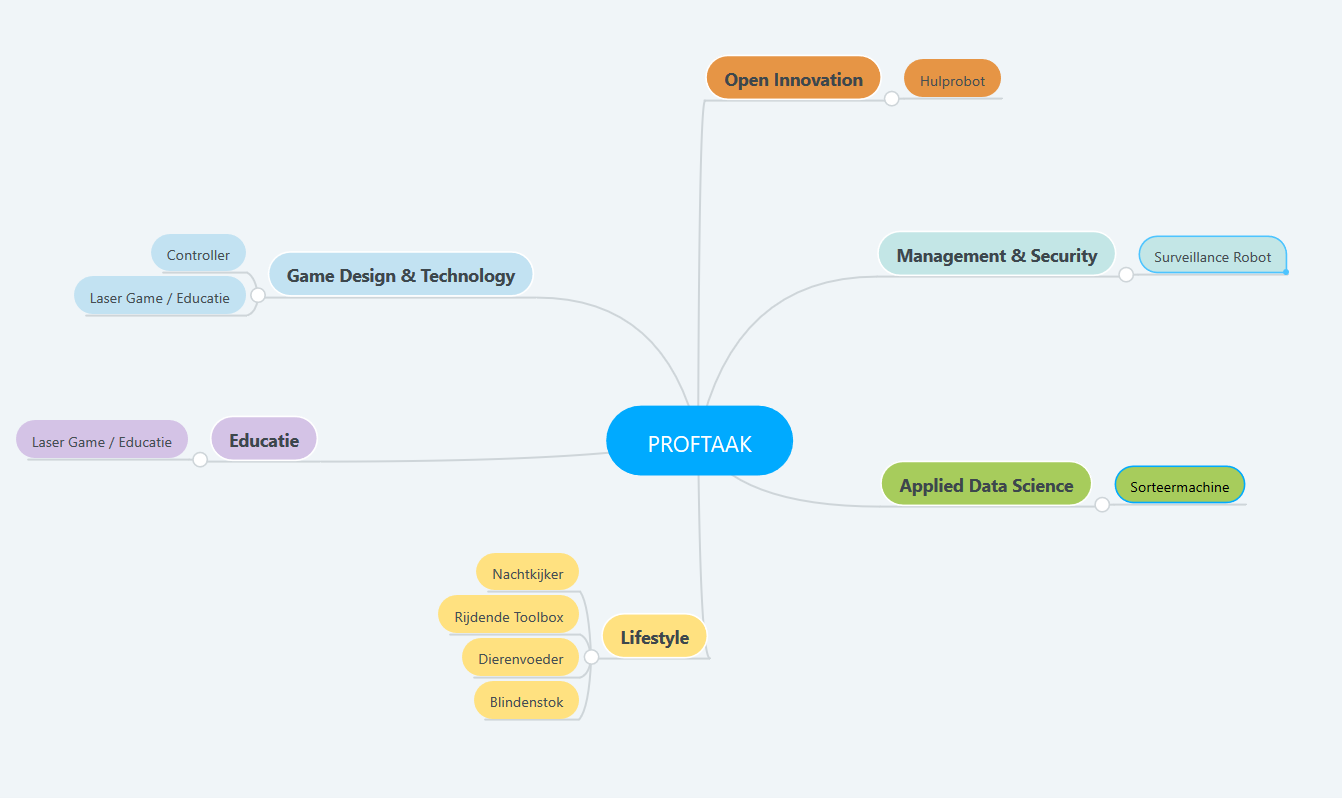 Open Innovation
Hulprobot
Management & Security
Surveillance Robot
Controller
Game Design & Technology
Laser Game / Educatie
Laser Game / Educatie
Educatie
PROFTAAK
Applied Data Science
Sorteermachine
Nachtkijker
Rijdende Toolbox
Lifestyle
Dierenvoeder
Blindenstok